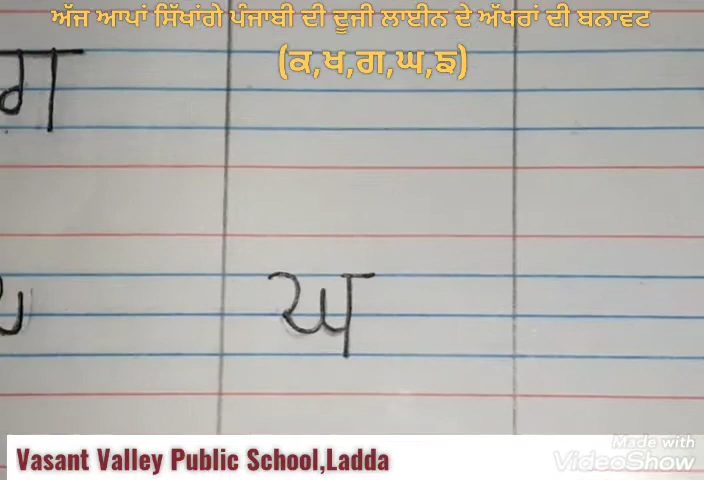 ਅੱਜ ਆਪਾਂ ਸਿੱਖਾਂਗੇ ਪੰਜਾਬੀ ਦੀ ਦੂਜੀ ਲਾਈਨ ਦੇ ਅੱਖਰਾਂ ਦੀ ਬਨਾਵਟ
(ਕ,ਖ,ਗ,ਘ,ਙ)
ਗ
ਘ
Vasant Valley Public School,Ladda
Made with
VideoShow